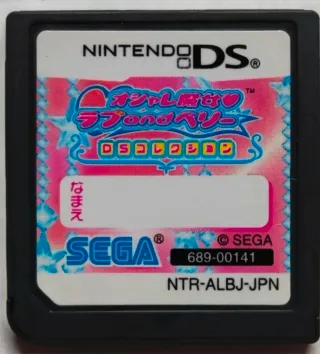 NINTENDO DS®
オシャレ魔女♥™
ラブandベリー
DSコレクション
なまえ
SEGA®
© SEGA
689-00141
NTR-ALBJ-JPN